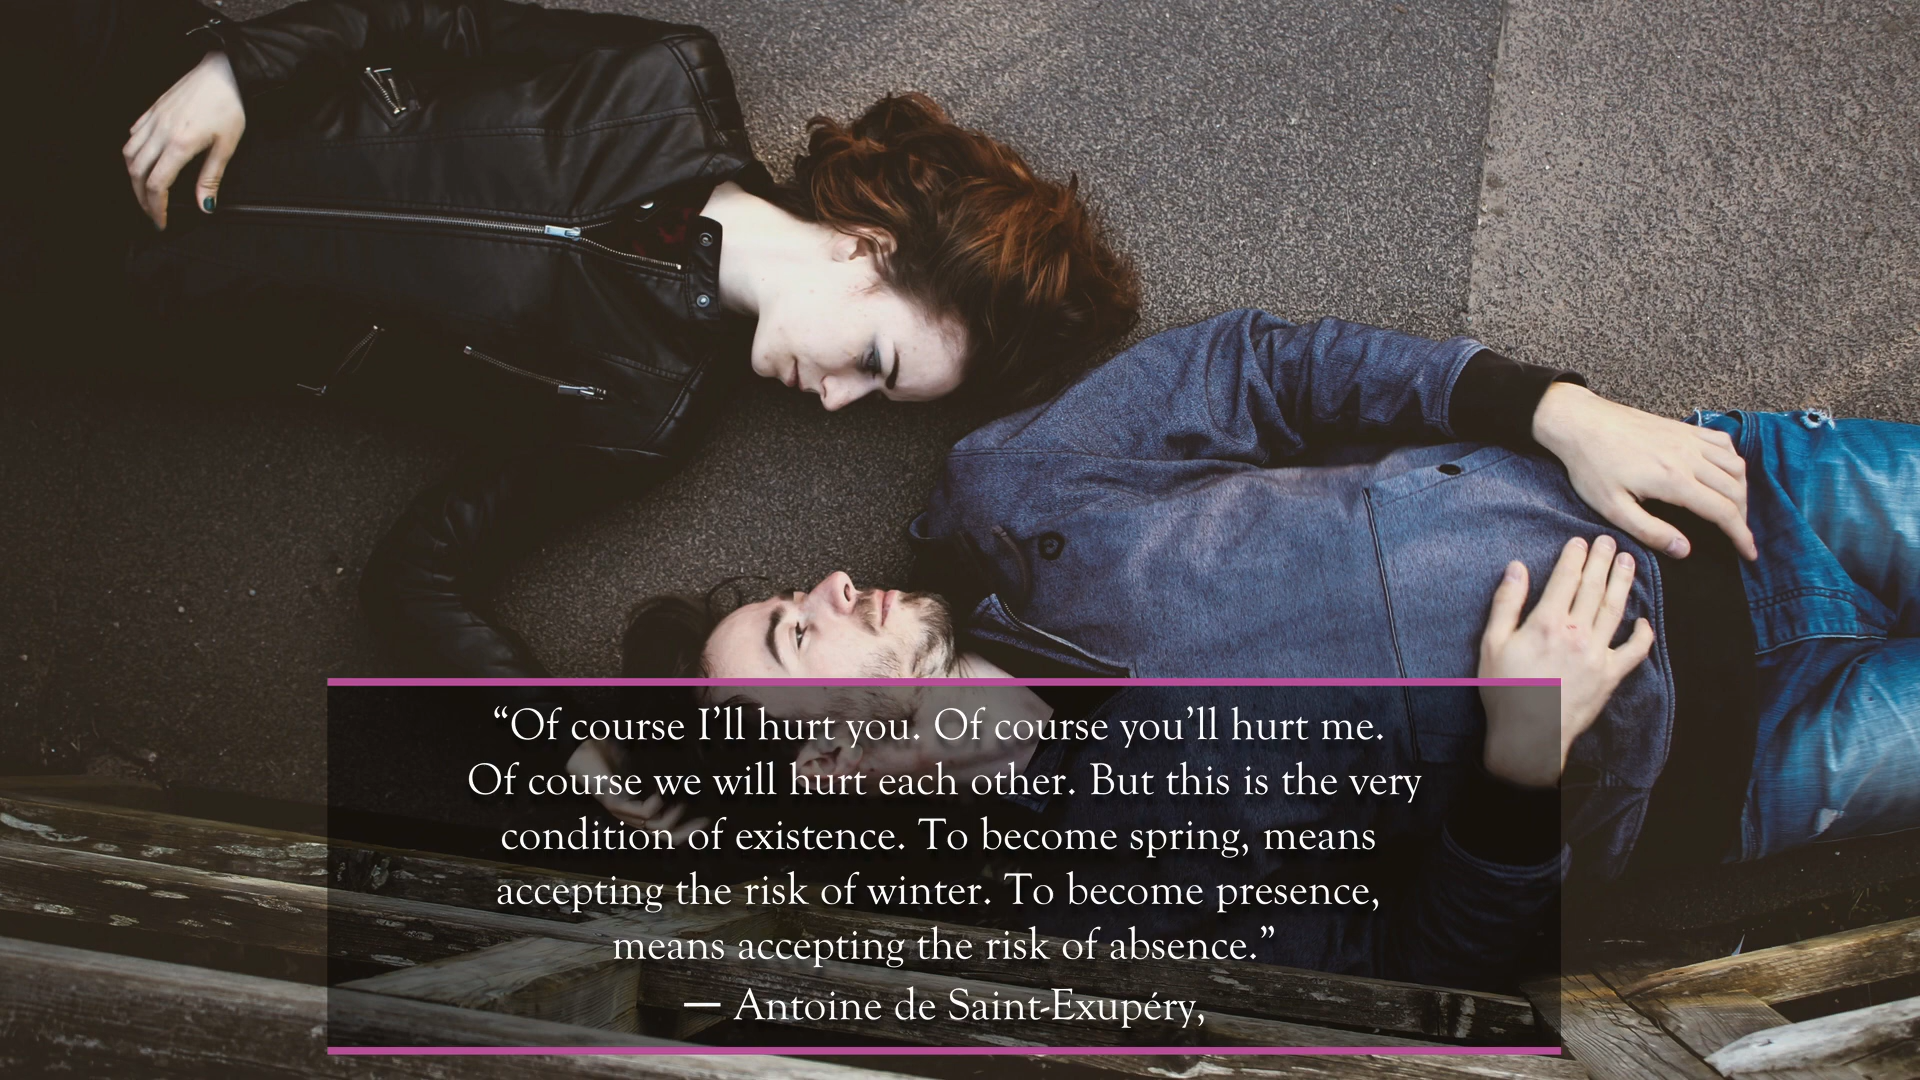 “Of course I’ll hurt you. Of course you’ll hurt me.
Of course we will hurt each other. But this is the very
condition of existence. To become spring, means
accepting the risk of winter. To become presence,
means accepting the risk of absence.”
— Antoine de Saint-Exupéry,